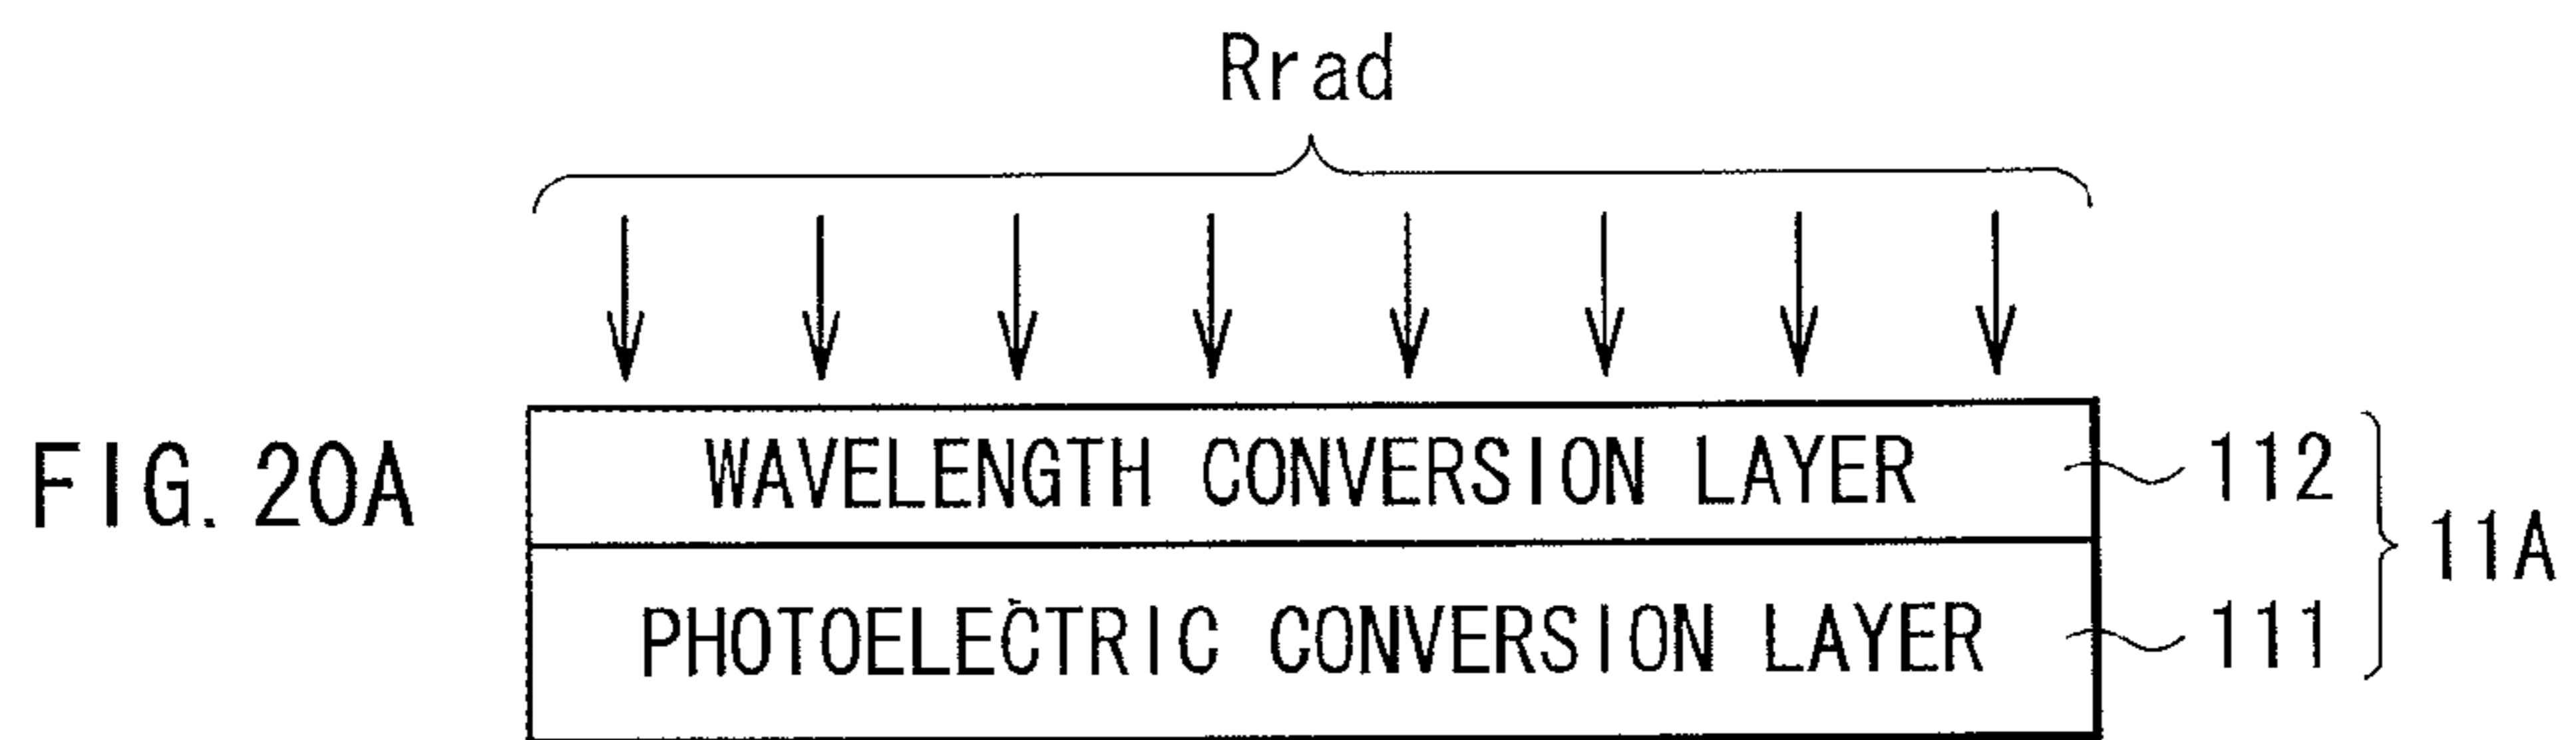 Rrad
FIG. 20A
WAVELENGTH CONVERSION LAYER
112
11A
PHOTOELECTRIC CONVERSION LAYER
111